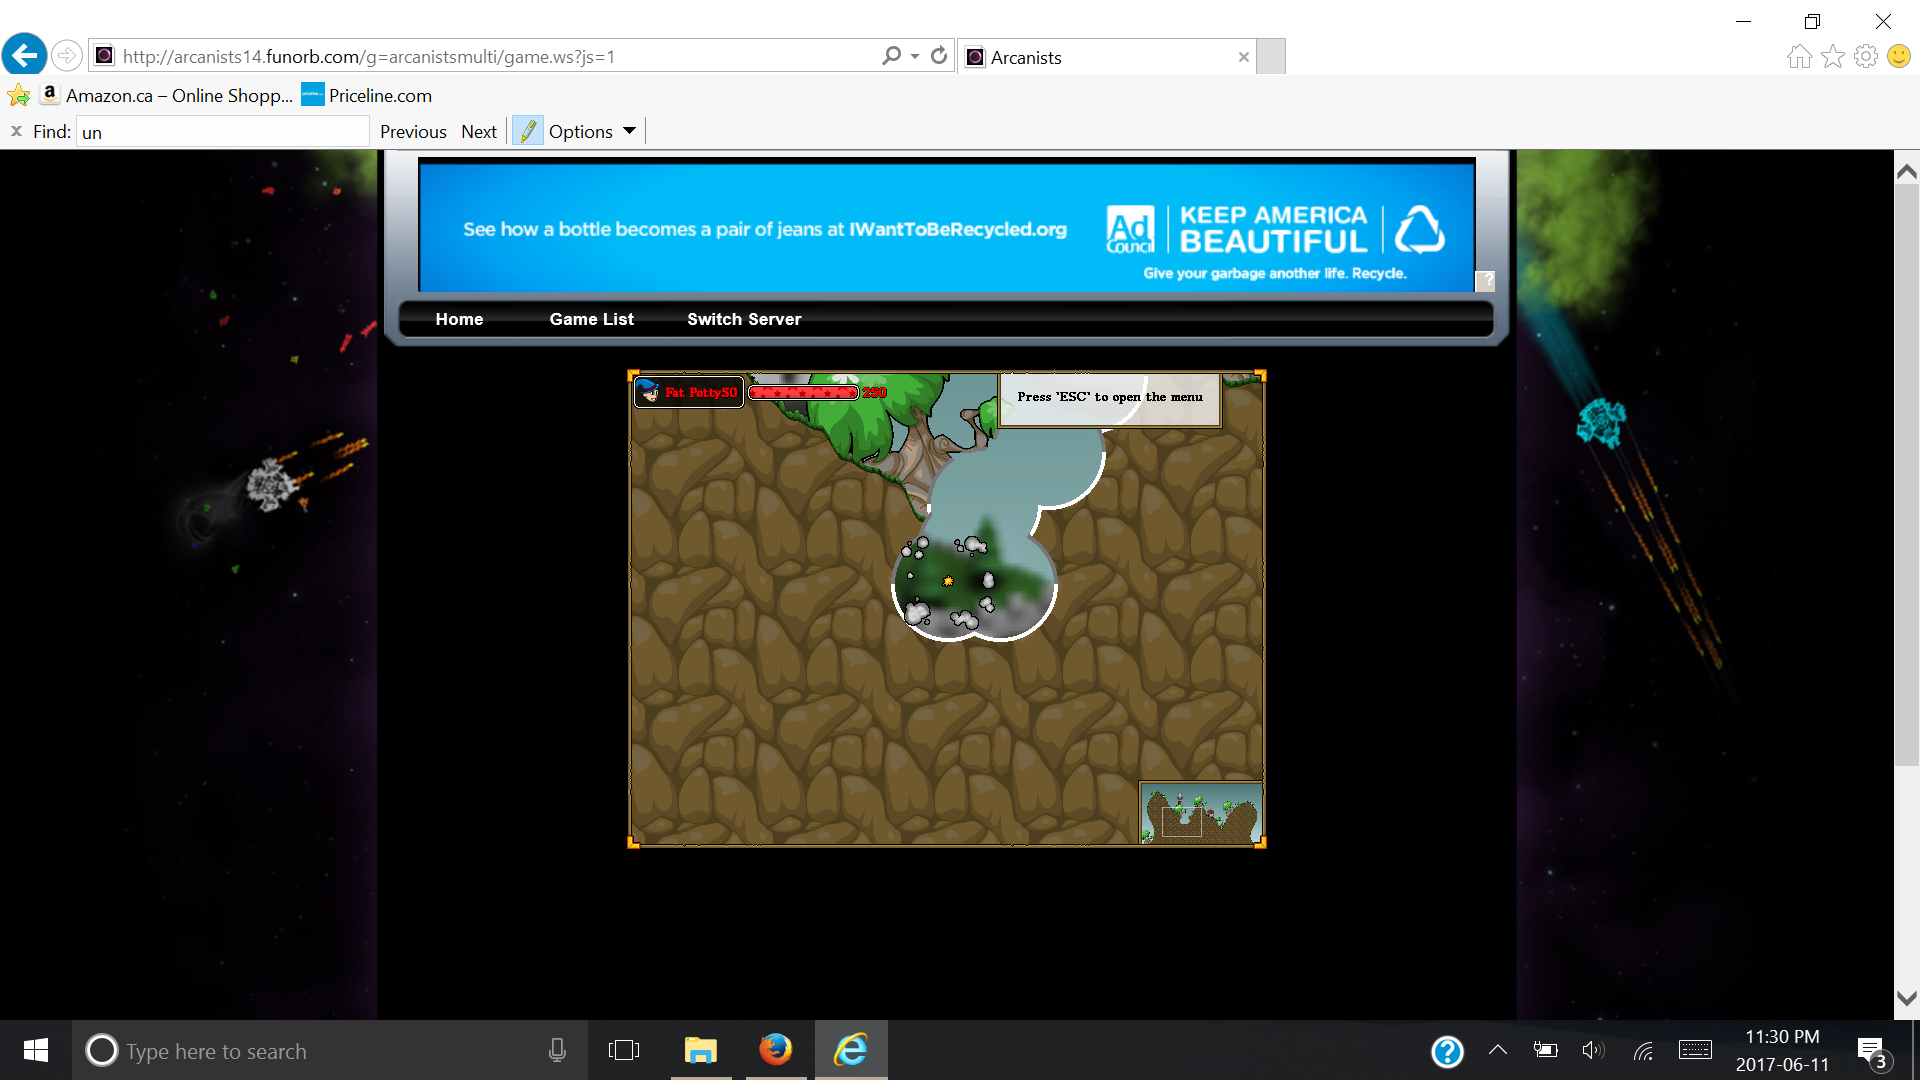 http://arcanists14.funorb.com/g=arcanistsmulti/game.ws?js=1
Arcanists
Amazon.ca – Online Shopp...
Priceline.com
Find: un
Previous Next Options
See how a bottle becomes a pair of jeans at IWantToBeRecycled.org
Ad Council
KEEP AMERICA BEAUTIFUL
Give your garbage another life. Recycle.
?
Home Game List Switch Server
Fat Potty50 250
Press 'ESC' to open the menu
Type here to search
11:30 PM
2017-06-11
3